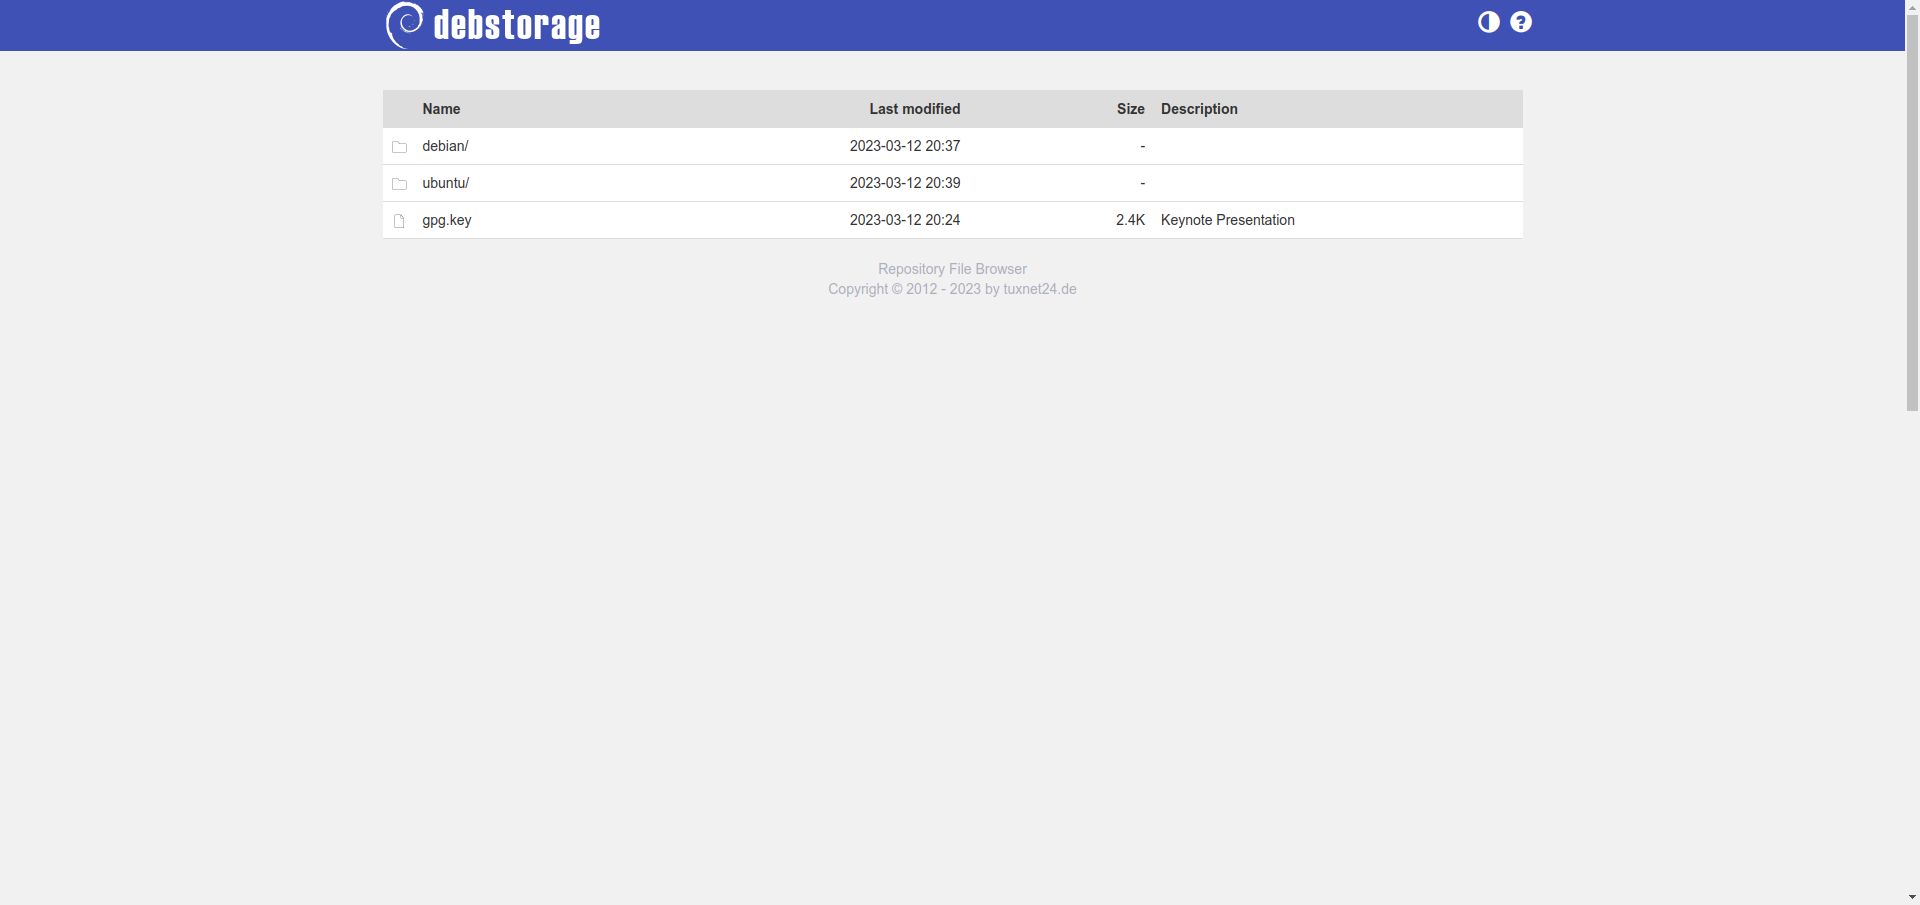 debstorage
Name Last modified Size Description
debian/ 2023-03-12 20:37 -
ubuntu/ 2023-03-12 20:39 -
gpg.key 2023-03-12 20:24 2.4K Keynote Presentation
Repository File Browser
Copyright © 2012 - 2023 by tuxnet24.de